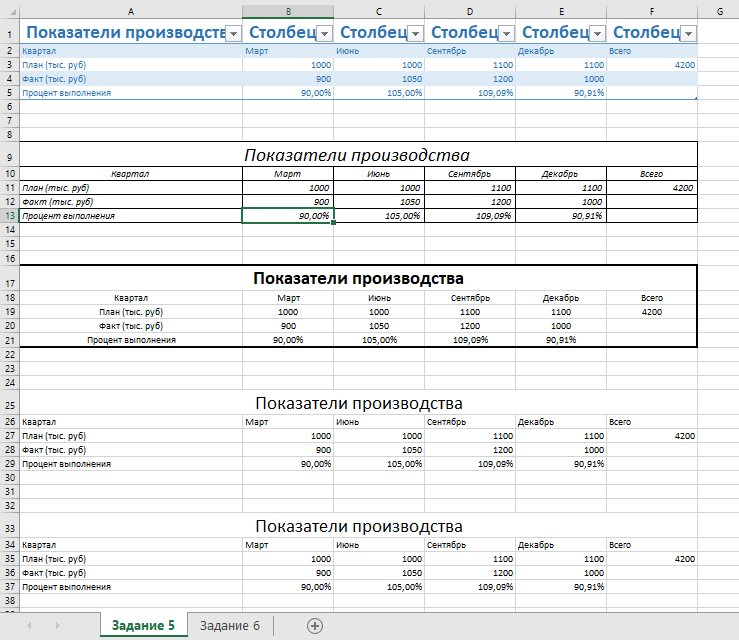 A B C D E F G
1 Показатели производств Столбец Столбец Столбец Столбец Столбец
2 Квартал Март Июнь Сентябрь Декабрь Всего
3 План (тыс. руб) 1000 1000 1100 1100 4200
4 Факт (тыс. руб) 900 1050 1200 1000
5 Процент выполнения 90,00% 105,00% 109,09% 90,91%
6
7
8
9 Показатели производства
10 Квартал Март Июнь Сентябрь Декабрь Всего
11 План (тыс. руб) 1000 1000 1100 1100 4200
12 Факт (тыс. руб) 900 1050 1200 1000
13 Процент выполнения 90,00% 105,00% 109,09% 90,91%
14
15
16
17 Показатели производства
18 Квартал Март Июнь Сентябрь Декабрь Всего
19 План (тыс. руб) 1000 1000 1100 1100 4200
20 Факт (тыс. руб) 900 1050 1200 1000
21 Процент выполнения 90,00% 105,00% 109,09% 90,91%
22
23
24
25 Показатели производства
26 Квартал Март Июнь Сентябрь Декабрь Всего
27 План (тыс. руб) 1000 1000 1100 1100 4200
28 Факт (тыс. руб) 900 1050 1200 1000
29 Процент выполнения 90,00% 105,00% 109,09% 90,91%
30
31
32
33 Показатели производства
34 Квартал Март Июнь Сентябрь Декабрь Всего
35 План (тыс. руб) 1000 1000 1100 1100 4200
36 Факт (тыс. руб) 900 1050 1200 1000
37 Процент выполнения 90,00% 105,00% 109,09% 90,91%
38
Задание 5 Задание 6